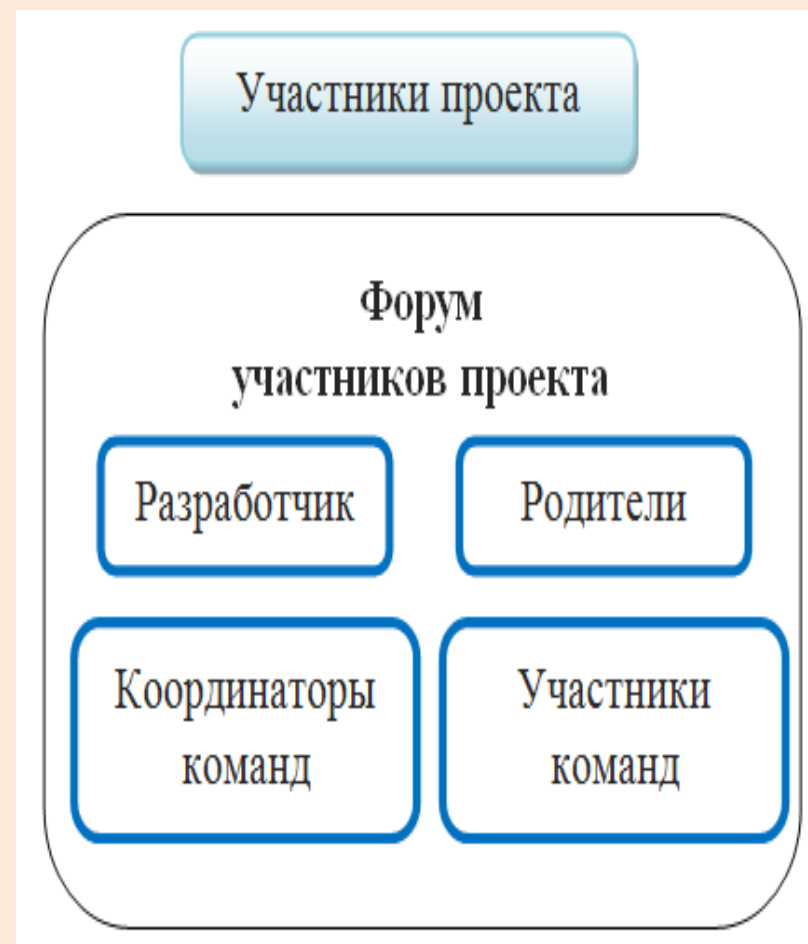 Участники проекта
Форум
участников проекта
Разработчик
Родители
Координаторы
команд
Участники
команд